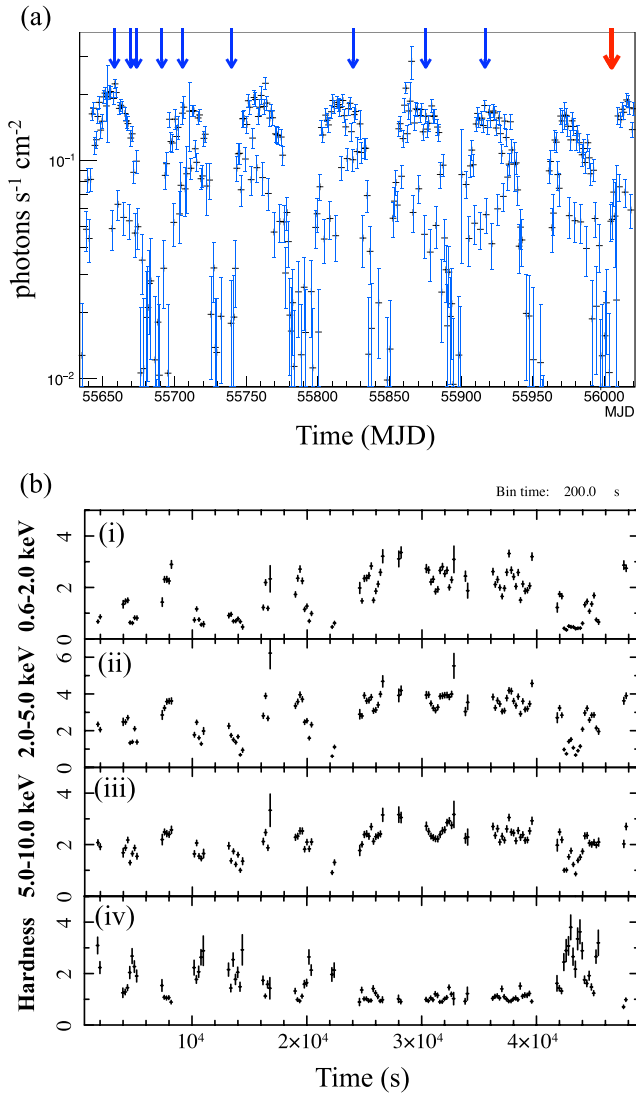 (a)
photons s⁻¹ cm⁻²
10⁻¹
10⁻²
55650 55700 55750 55800 55850 55900 55950 56000
MJD
Time (MJD)
(b)
Bin time: 200.0 s
(i)
0.6-2.0 keV
0 2 4
(ii)
2.0-5.0 keV
0 2 4 6
(iii)
5.0-10.0 keV
0 2 4
(iv)
Hardness
0 2 4
10⁴ 2×10⁴ 3×10⁴ 4×10⁴
Time (s)